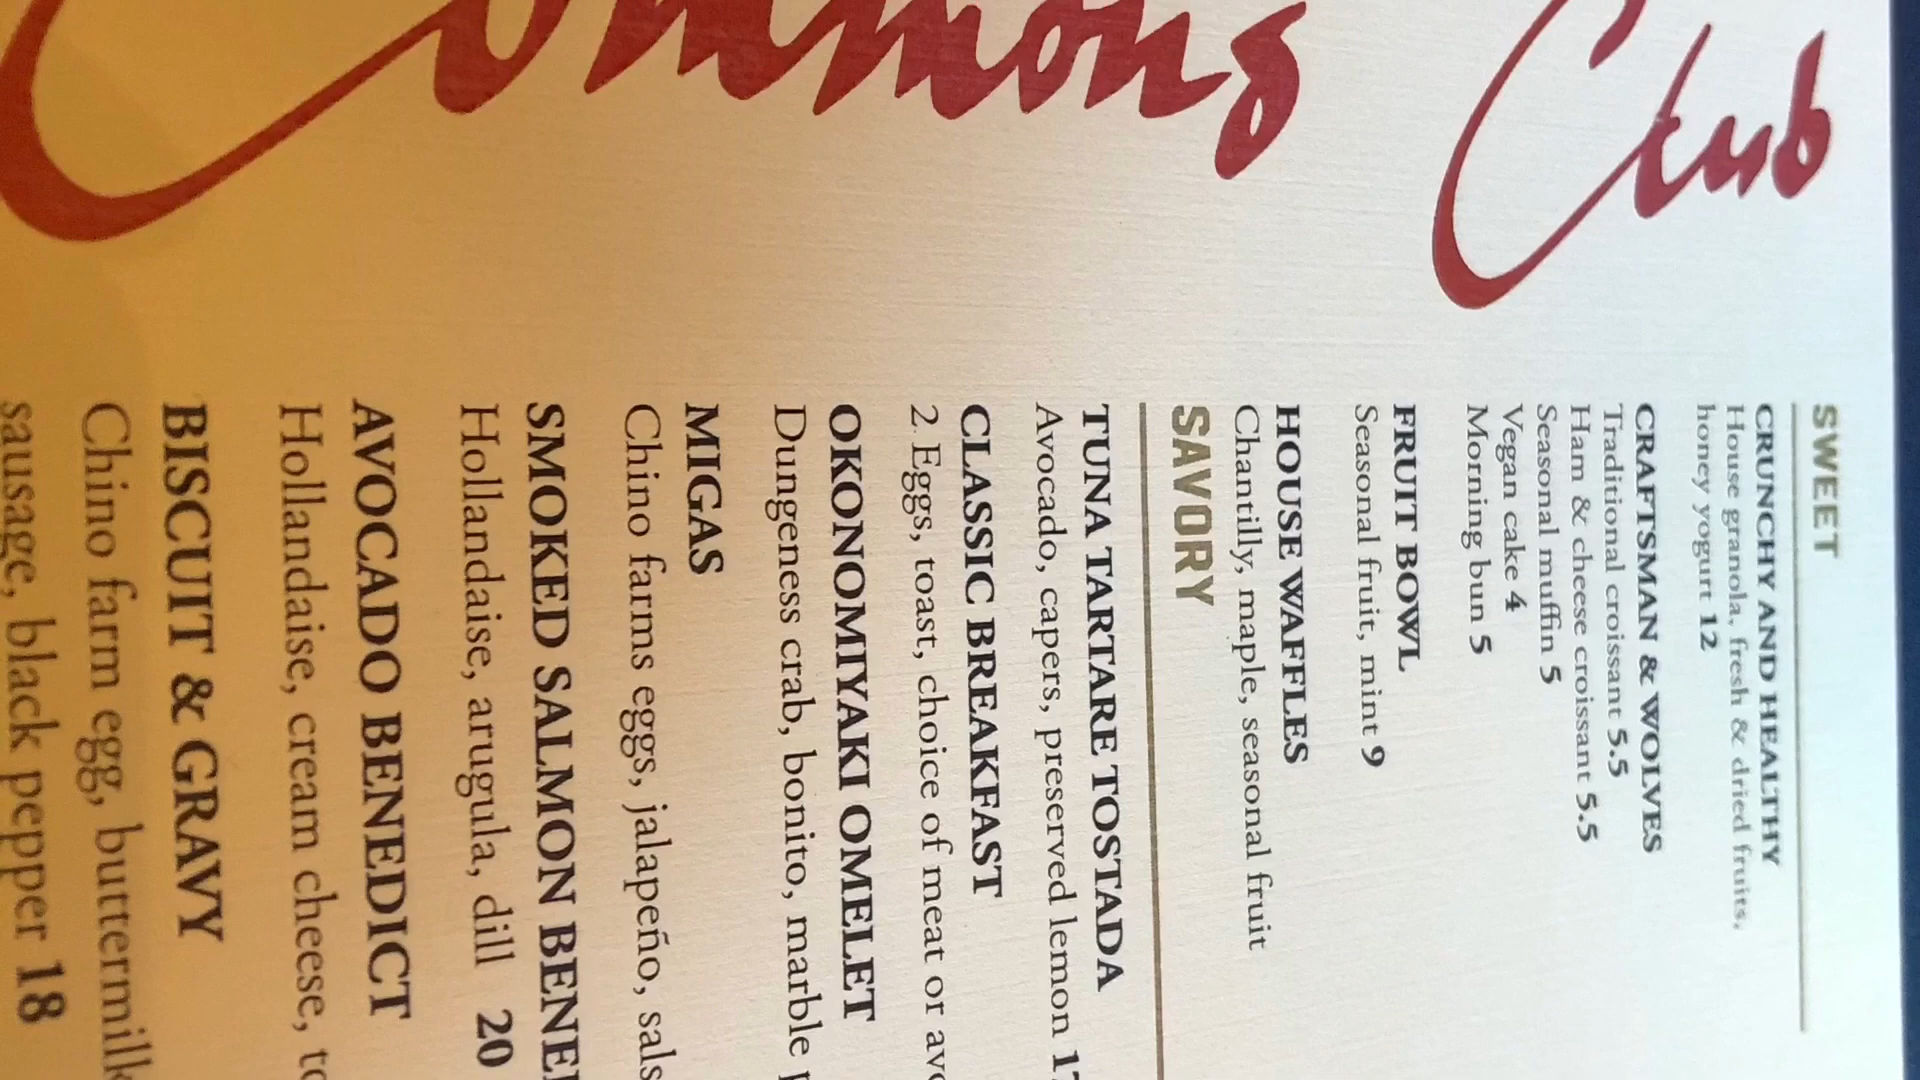 Commons Club
SWEET
CRUNCHY AND HEALTHY
House granola, fresh & dried fruits,
honey yogurt 12
CRAFTSMAN & WOLVES
Traditional croissant 5.5
Ham & cheese croissant 5.5
Seasonal muffin 5
Vegan cake 4
Morning bun 5
FRUIT BOWL
Seasonal fruit, mint 9
HOUSE WAFFLES
Chantilly, maple, seasonal fruit
SAVORY
TUNA TARTARE TOSTADA
Avocado, capers, preserved lemon
CLASSIC BREAKFAST
2 Eggs, toast, choice of meat or
OKONOMIYAKI OMELET
Dungeness crab, bonito, marble
MIGAS
Chino farms eggs, jalapeño,
SMOKED SALMON
Hollandaise, arugula, dill 20
AVOCADO BENEDICT
Hollandaise, cream cheese,
BISCUIT & GRAVY
Chino farm egg, buttermilk
sausage, black pepper 18